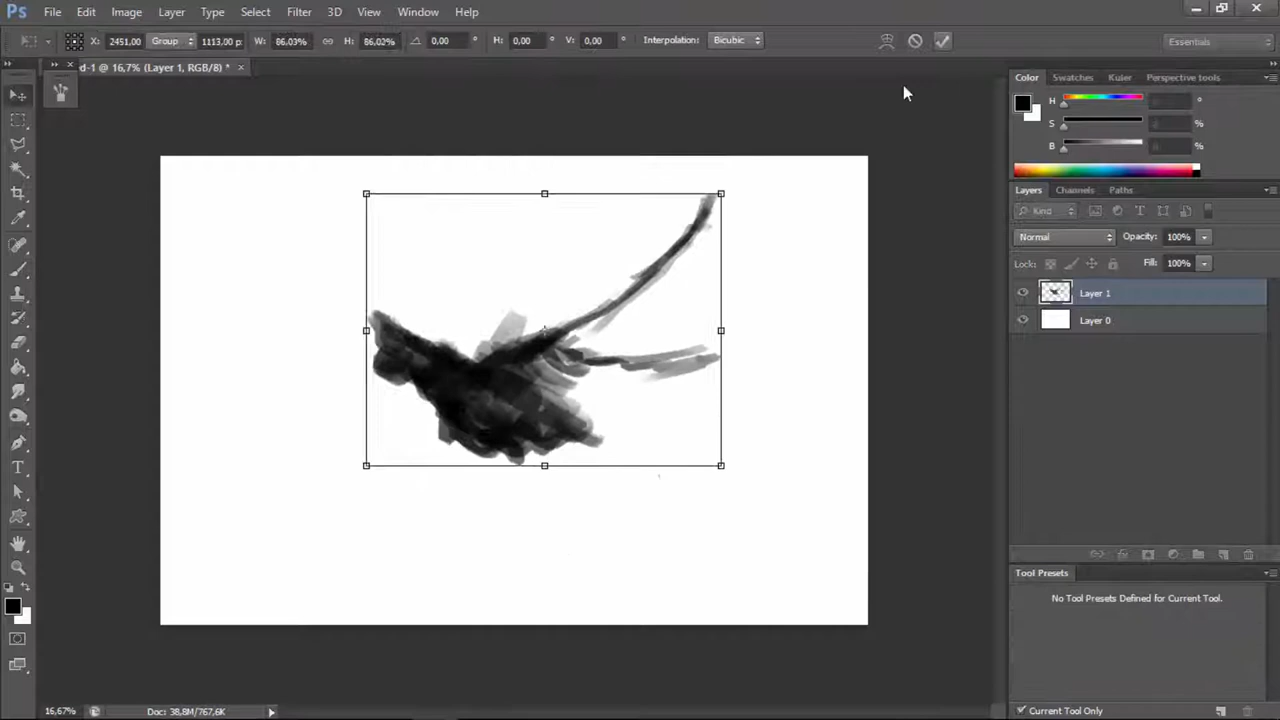 Ps File Edit Image Layer Type Select Filter 3D View Window Help
X: 2451,00 Group 1113,00 p: W: 86,03% H: 86,02% 0,00 ° H: 0,00 ° V: 0,00 ° Interpolation: Bicubic Essentials
d-1 @ 16,7% (Layer 1, RGB/8) *
Color Swatches Kuler Perspective tools
H °
S %
B %
Layers Channels Paths
Kind
Normal Opacity: 100%
Lock: Fill: 100%
Layer 1
Layer 0
Tool Presets
No Tool Presets Defined for Current Tool.
16,67% Doc: 38,8M/767,6K Current Tool Only